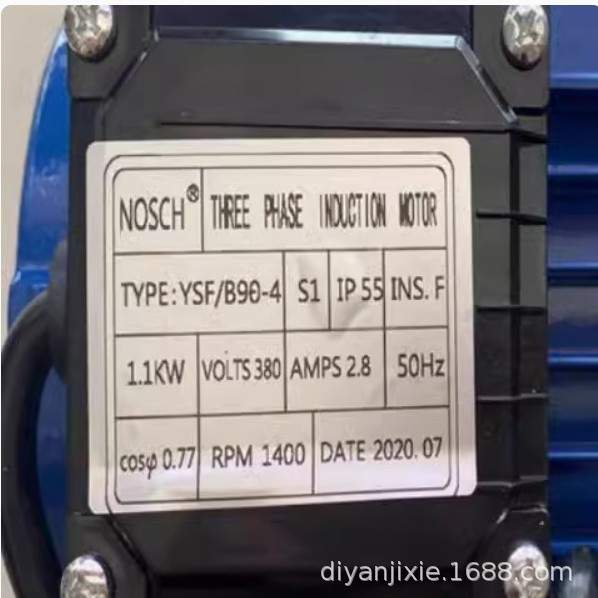 NOSCH® THREE PHASE INDUCTION MOTOR
TYPE:YSF/B90-4 S1 IP 55 INS. F
1.1KW VOLTS 380 AMPS 2.8 50Hz
cosφ 0.77 RPM 1400 DATE 2020.07
diyanjixie.1688.com